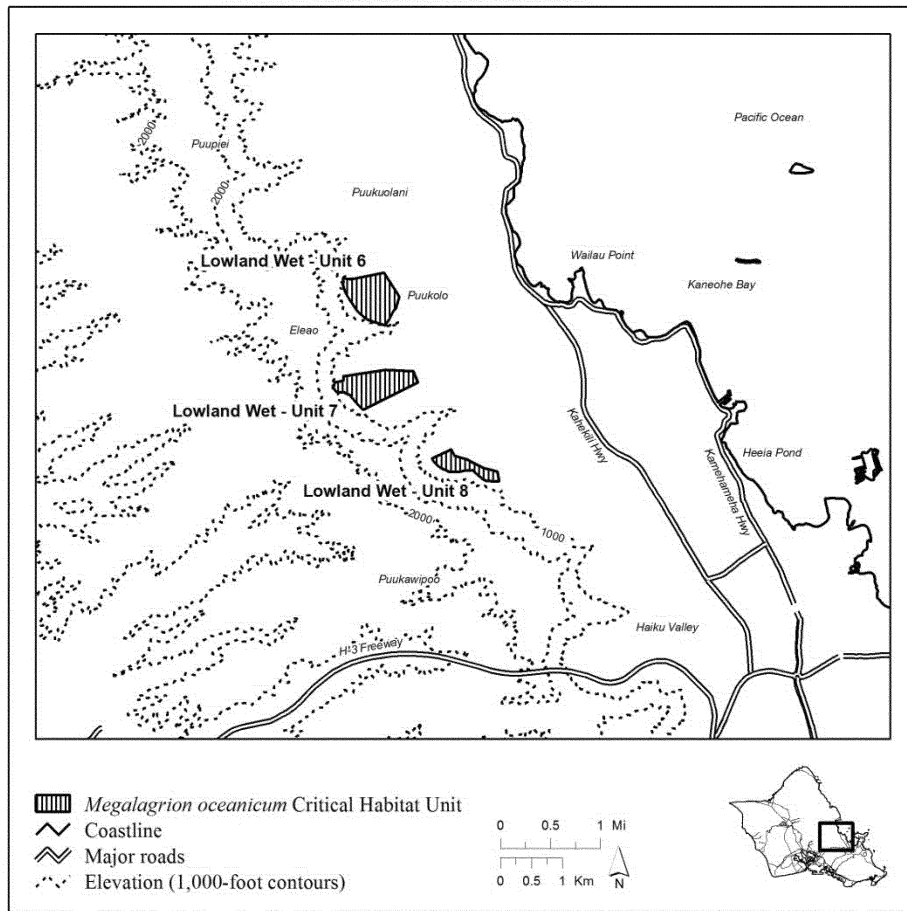 Pacific Ocean
2000
Puupiei
2000
Puukuolani
Wailau Point
Lowland Wet - Unit 6
Kaneohe Bay
Puukolo
Eleao
Lowland Wet - Unit 7
Kahekili Hwy
Kamehameha Hwy
Heeia Pond
Lowland Wet - Unit 8
2000
1000
Puukawipoo
Haiku Valley
H-3 Freeway
Megalagrion oceanicum Critical Habitat Unit
Coastline
Major roads
Elevation (1,000-foot contours)
0 0.5 1 Mi
0 0.5 1 Km
N